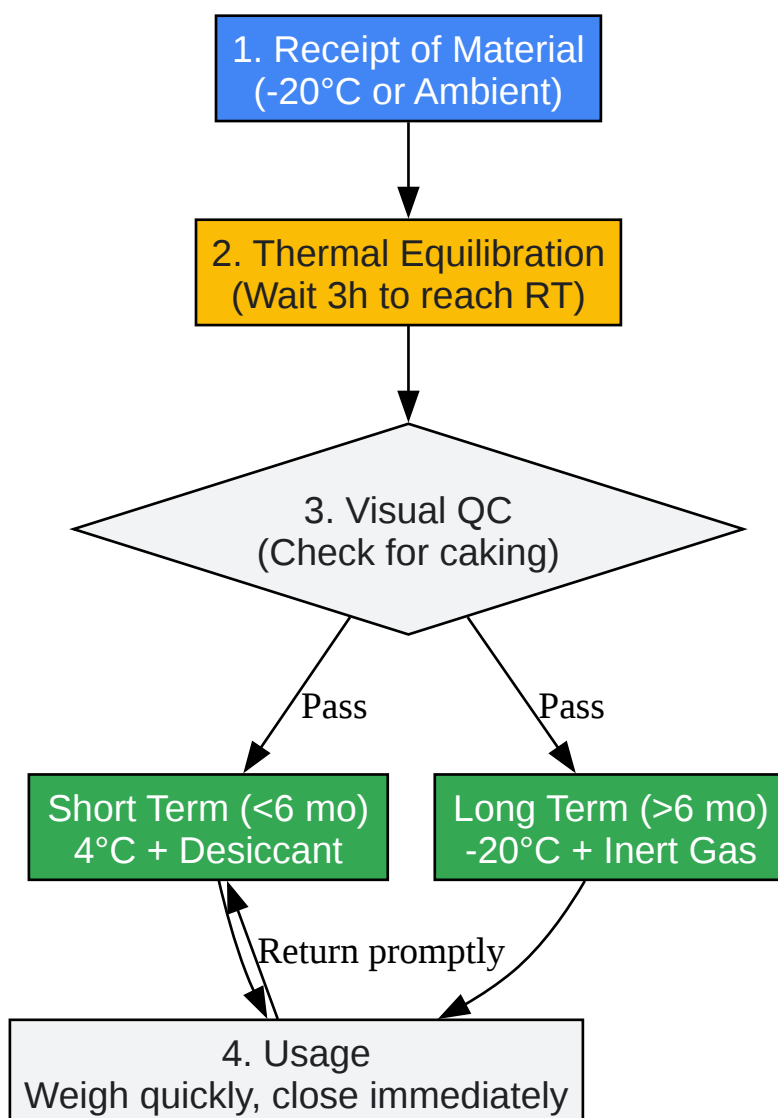 1. Receipt of Material
(-20°C or Ambient)
2. Thermal Equilibration
(Wait 3h to reach RT)
3. Visual QC
(Check for caking)
Pass
Pass
Short Term (<6 mo)
4°C + Desiccant
Long Term (>6 mo)
-20°C + Inert Gas
Return promptly
4. Usage
Weigh quickly, close immediately